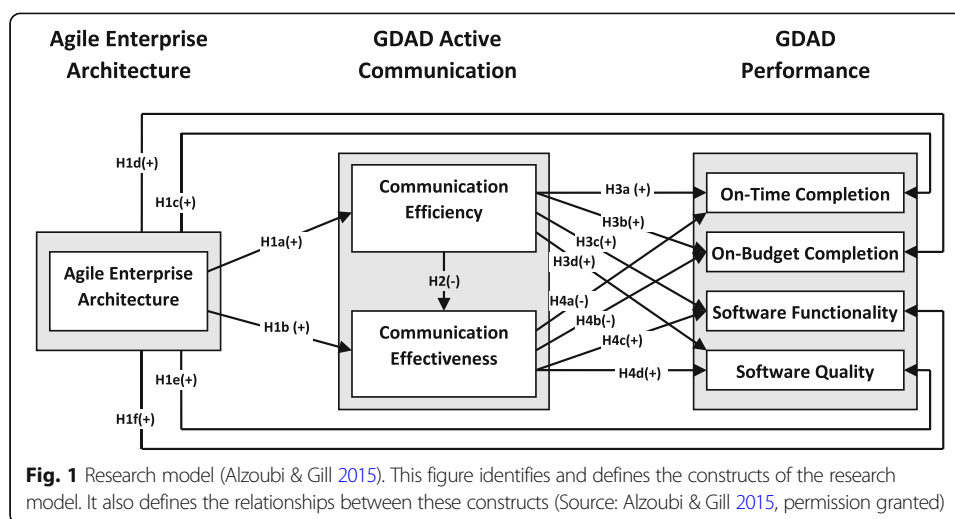 Agile Enterprise
Architecture
GDAD Active
Communication
GDAD
Performance
H1d(+)
H1c(+)
Communication
Efficiency
H3a (+)
On-Time Completion
H3b(+)
H1a(+)
H3c(+)
On-Budget Completion
H3d(+)
Agile Enterprise
Architecture
H2(-)
H4a(-)
Software Functionality
H4b(-)
H1b (+)
Communication
Effectiveness
H4c(+)
Software Quality
H4d(+)
H1e(+)
H1f(+)
Fig. 1 Research model (Alzoubi & Gill 2015). This figure identifies and defines the constructs of the research
model. It also defines the relationships between these constructs (Source: Alzoubi & Gill 2015, permission granted)